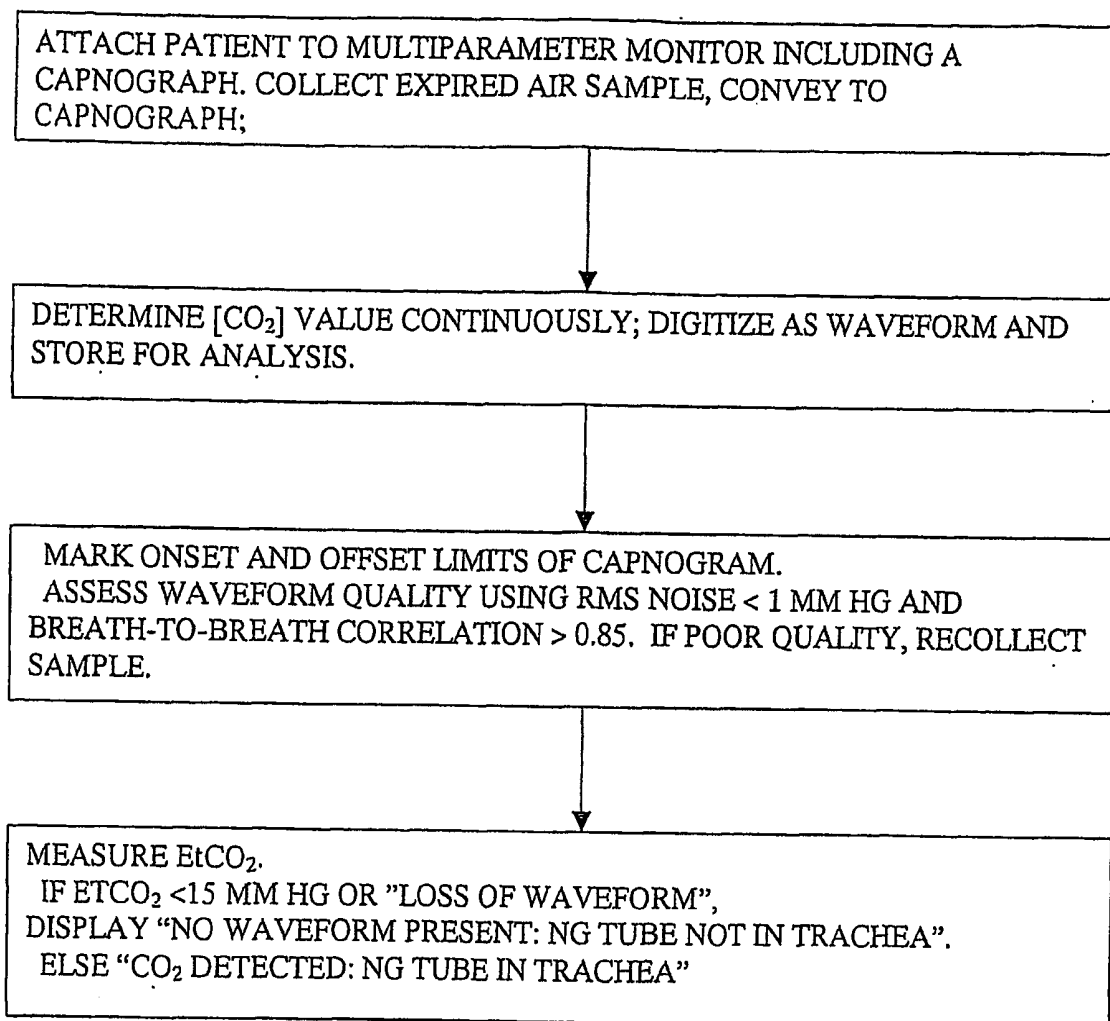 ATTACH PATIENT TO MULTIPARAMETER MONITOR INCLUDING A
CAPNOGRAPH. COLLECT EXPIRED AIR SAMPLE, CONVEY TO
CAPNOGRAPH;
DETERMINE [CO₂] VALUE CONTINUOUSLY; DIGITIZE AS WAVEFORM AND
STORE FOR ANALYSIS.
MARK ONSET AND OFFSET LIMITS OF CAPNOGRAM.
ASSESS WAVEFORM QUALITY USING RMS NOISE < 1 MM HG AND
BREATH-TO-BREATH CORRELATION > 0.85. IF POOR QUALITY, RECOLLECT
SAMPLE.
MEASURE EtCO₂.
IF ETCO₂ <15 MM HG OR ”LOSS OF WAVEFORM”,
DISPLAY “NO WAVEFORM PRESENT: NG TUBE NOT IN TRACHEA”.
ELSE “CO₂ DETECTED: NG TUBE IN TRACHEA”